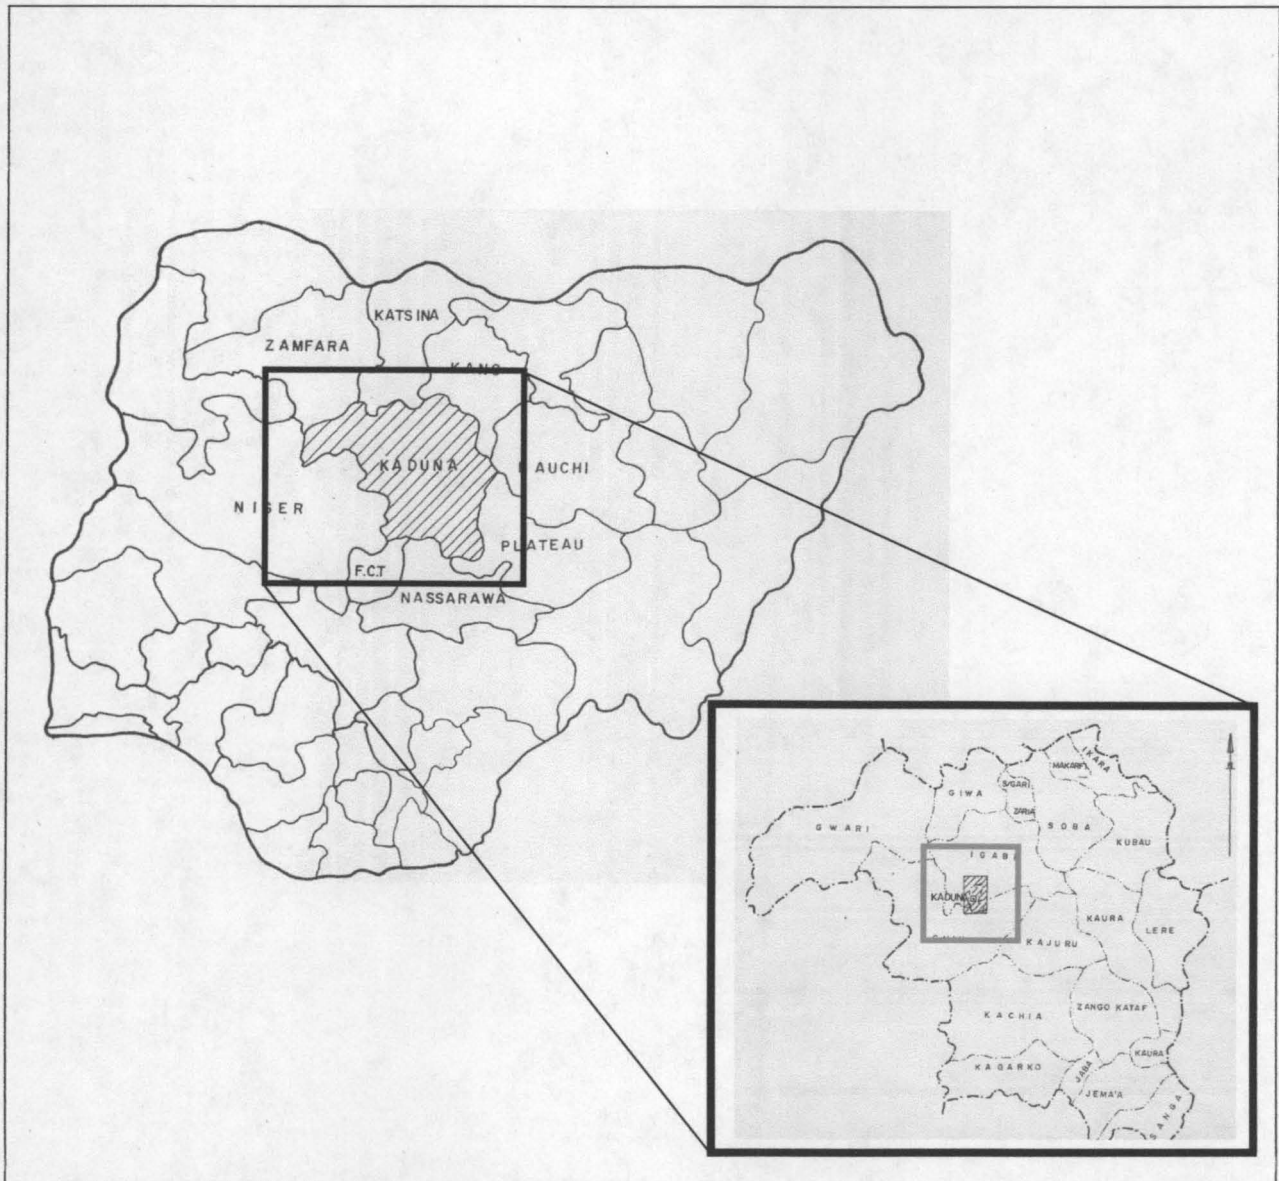 KATSINA
ZAMFARA
KANO
KADUNA
BAUCHI
NIGER
PLATEAU
F.C.T
NASSARAWA
IKARA
MAKARFI
S/GARI
GIWA
ZARIA
SOBA
GWARI
KUBAU
IGABI
KADUNA
KAURA
LERE
KAJURU
ZANGO KATAF
KACHIA
KAURA
KAGARKO
JABA
JEMA'A
SANGA